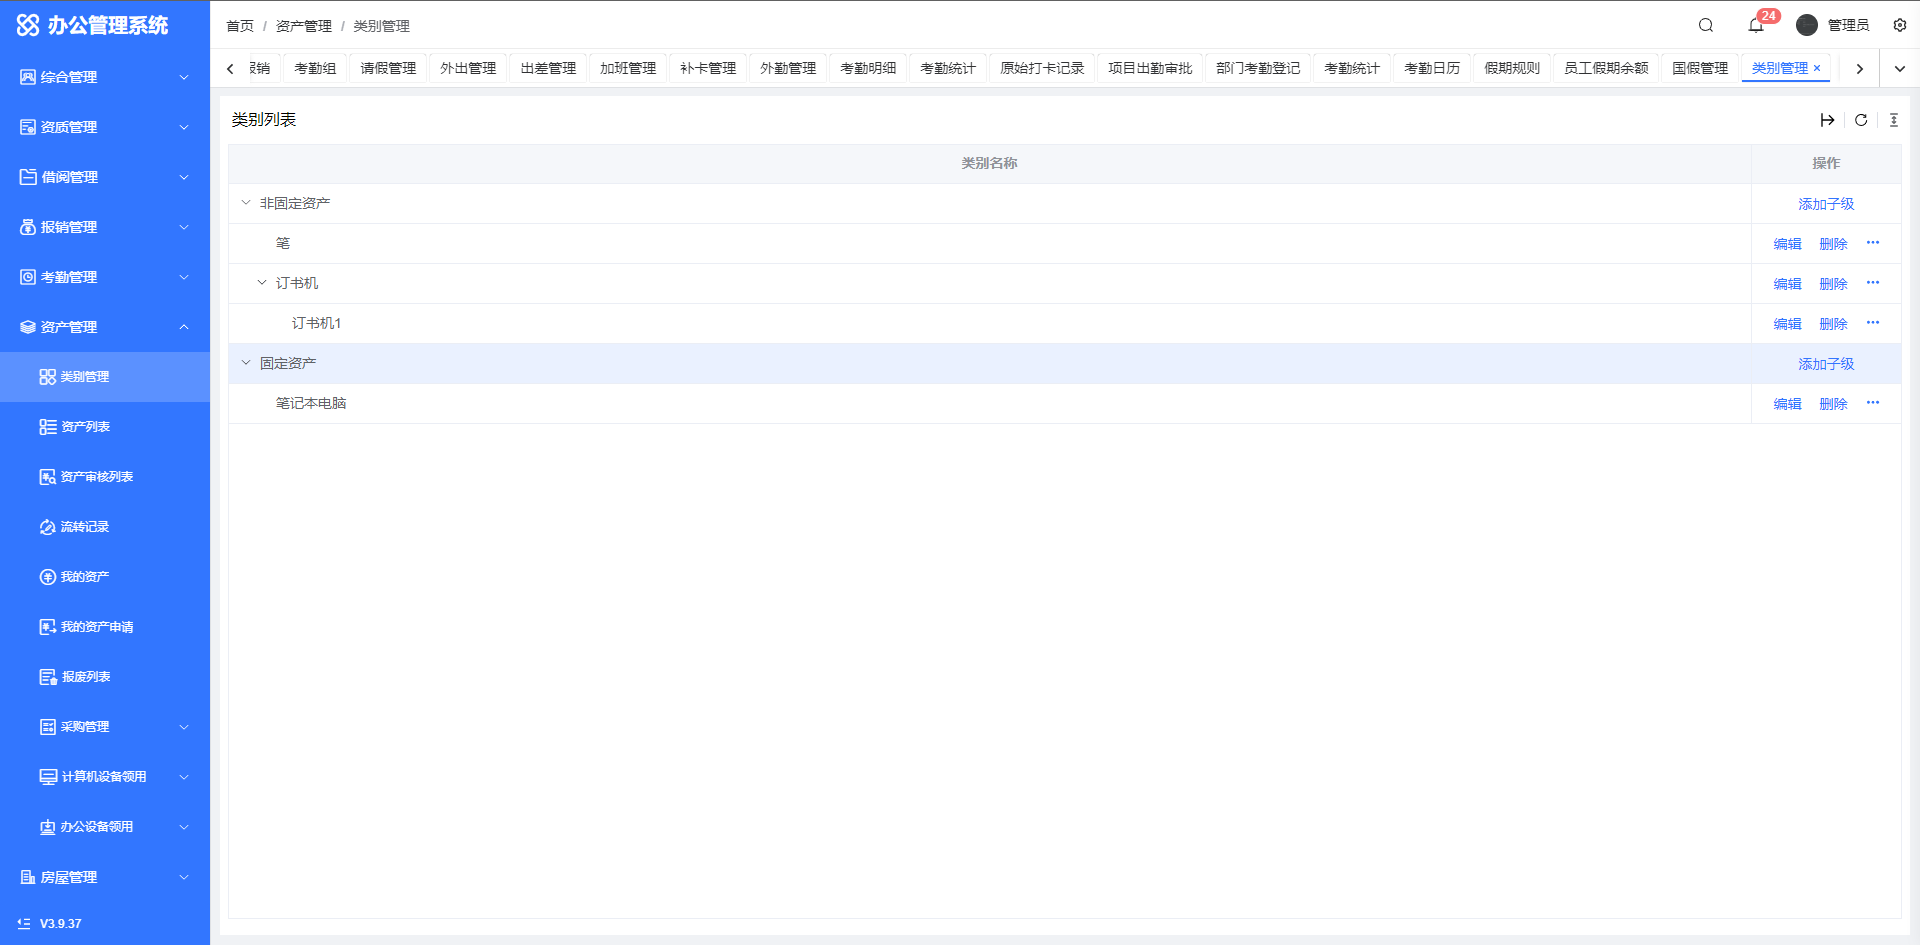 办公管理系统
首页 / 资产管理 / 类别管理
24
管理员
综合管理
资质管理
借阅管理
报销管理
考勤管理
资产管理
类别管理
资产列表
资产审核列表
流转记录
我的资产
我的资产申请
报废列表
采购管理
计算机设备领用
办公设备领用
房屋管理
V3.9.37
报销 考勤组 请假管理 外出管理 出差管理 加班管理 补卡管理 外勤管理 考勤明细 考勤统计 原始打卡记录 项目出勤审批 部门考勤登记 考勤统计 考勤日历 假期规则 员工假期余额 国假管理 类别管理 ×
类别列表
类别名称 操作
非固定资产 添加子级
笔 编辑 删除 ···
订书机 编辑 删除 ···
订书机1 编辑 删除 ···
固定资产 添加子级
笔记本电脑 编辑 删除 ···